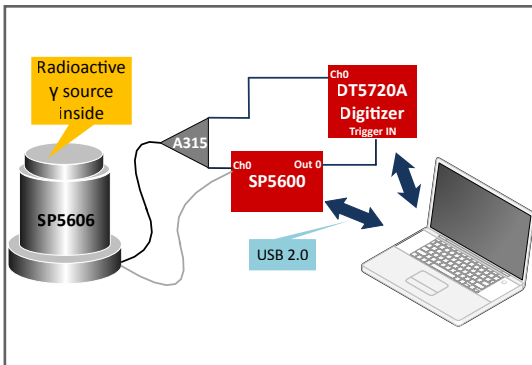 Radioactive
γ source
inside
SP5606
A315
Ch0
DT5720A
Digitizer
Trigger IN
Ch0
Out 0
SP5600
USB 2.0